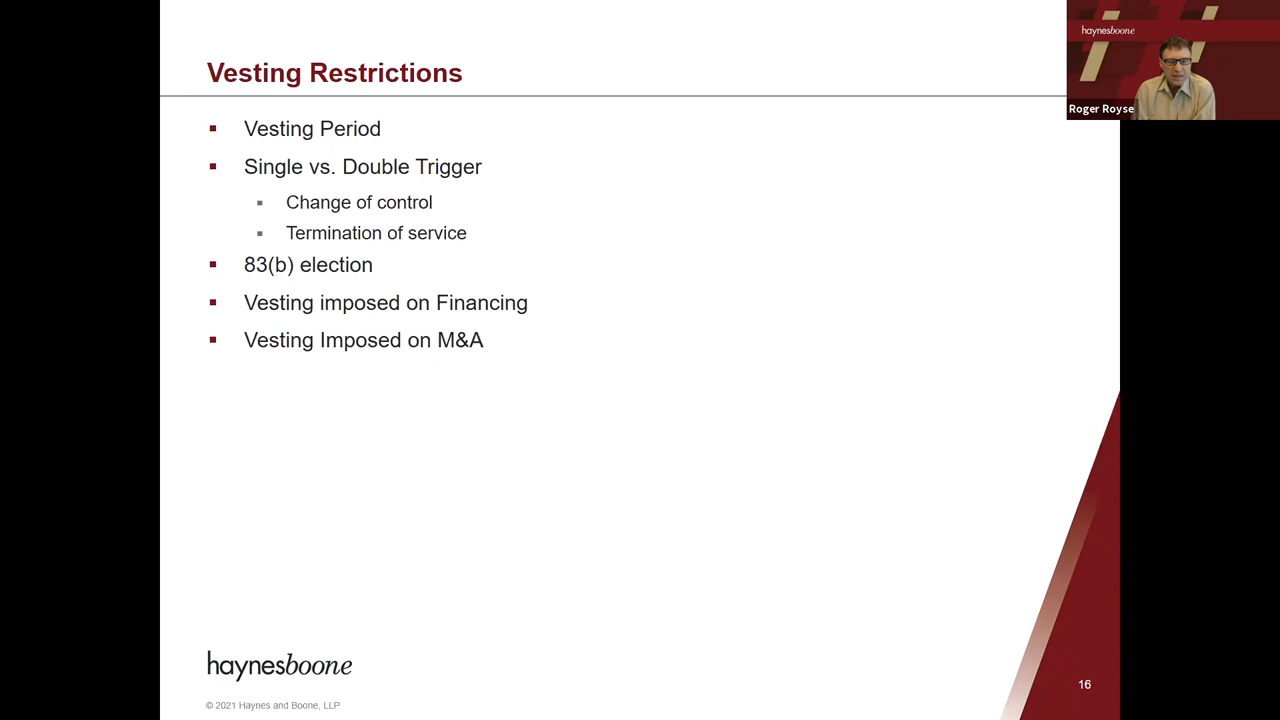 Vesting Restrictions
haynesboone
Roger Royse
▪ Vesting Period
▪ Single vs. Double Trigger
▪ Change of control
▪ Termination of service
▪ 83(b) election
▪ Vesting imposed on Financing
▪ Vesting Imposed on M&A
haynesboone
© 2021 Haynes and Boone, LLP
16